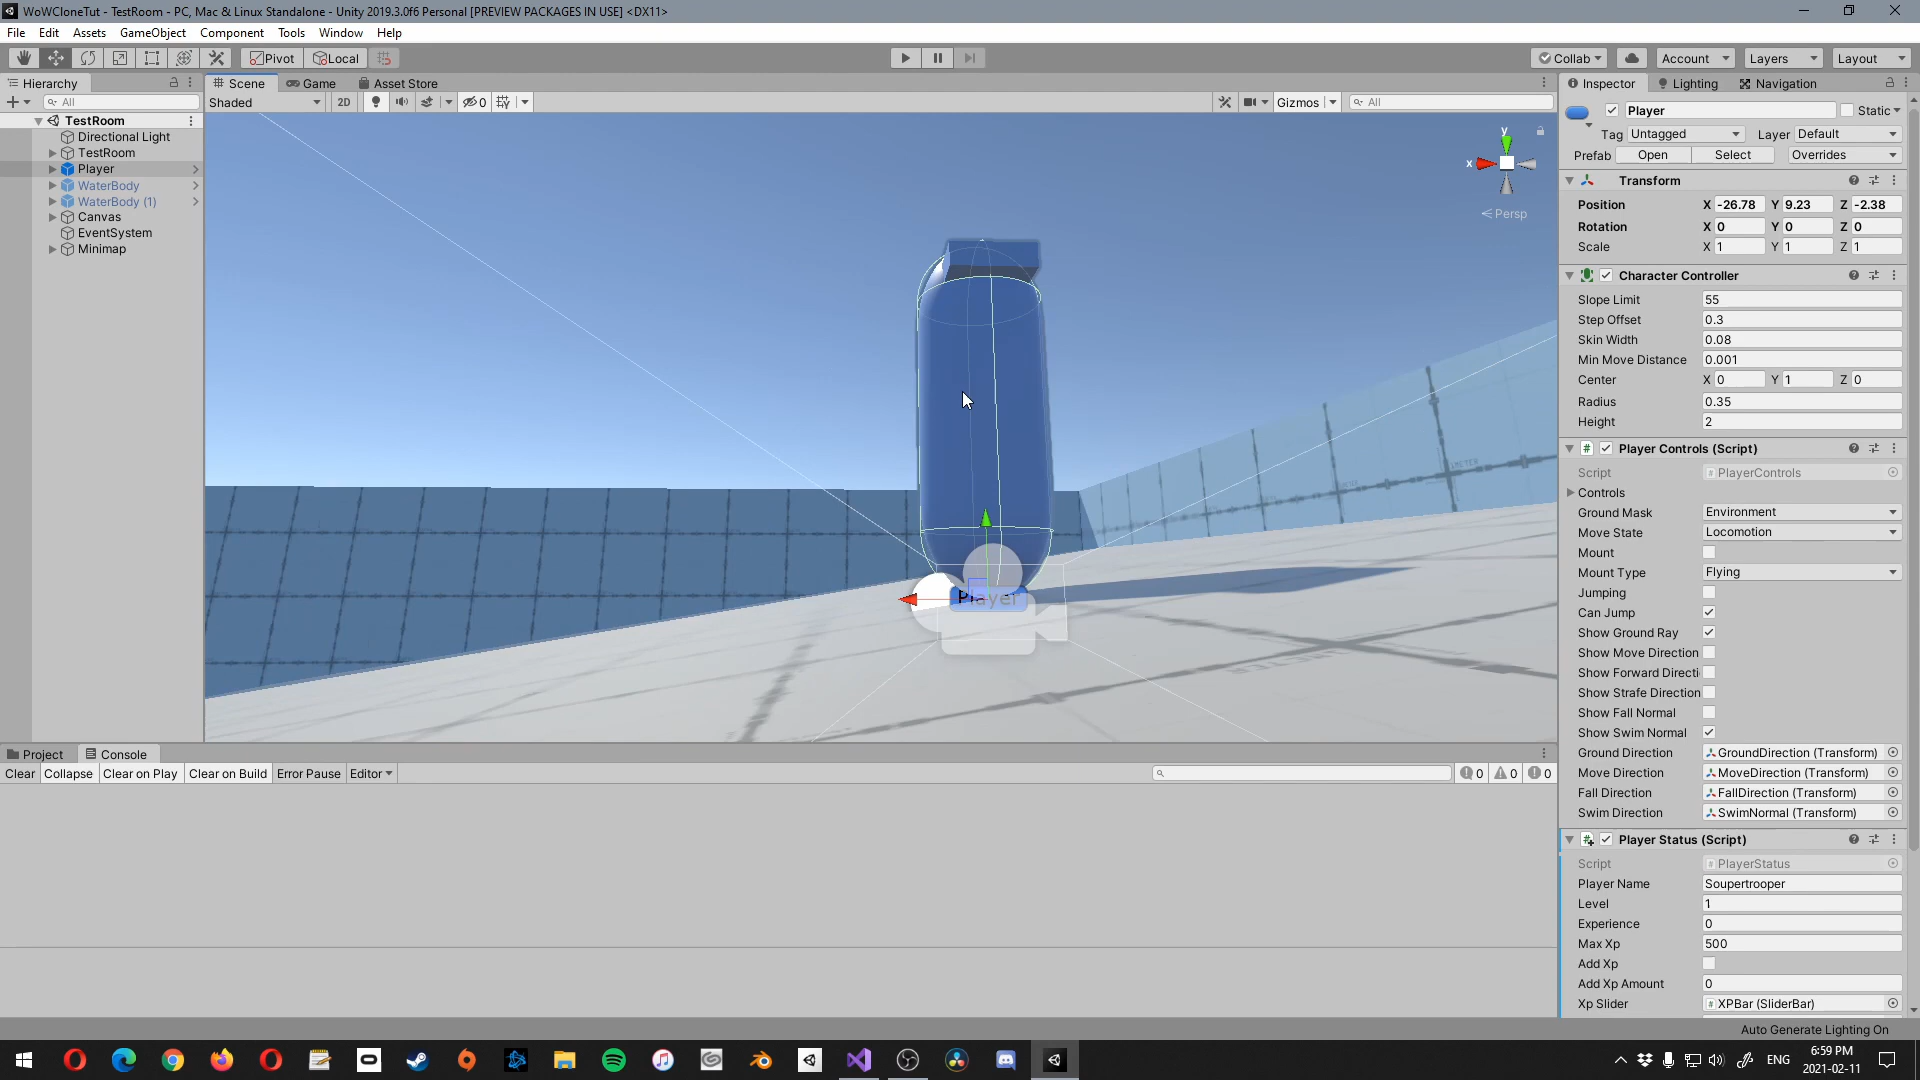 WoWCloneTut - TestRoom - PC, Mac & Linux Standalone - Unity 2019.3.0f6 Personal [PREVIEW PACKAGES IN USE] <DX11>
File Edit Assets GameObject Component Tools Window Help
Pivot Local Collab Account Layers Layout
Hierarchy Scene Game Asset Store Inspector Lighting Navigation
All Shaded 2D 0 Gizmos All
Player Static
TestRoom
Directional Light
TestRoom
Player
WaterBody
WaterBody (1)
Canvas
EventSystem
Minimap
y
x
Persp
Player
Tag Untagged Layer Default
Prefab Open Select Overrides
Transform
Position X -26.78 Y 9.23 Z -2.38
Rotation X 0 Y 0 Z 0
Scale X 1 Y 1 Z 1
Character Controller
Slope Limit 55
Step Offset 0.3
Skin Width 0.08
Min Move Distance 0.001
Center X 0 Y 1 Z 0
Radius 0.35
Height 2
Player Controls (Script)
Script PlayerControls
Controls
Ground Mask Environment
Move State Locomotion
Mount
Mount Type Flying
Jumping
Can Jump
Show Ground Ray
Show Move Direction
Show Forward Directi
Show Strafe Direction
Show Fall Normal
Show Swim Normal
Ground Direction GroundDirection (Transform)
Move Direction MoveDirection (Transform)
Fall Direction FallDirection (Transform)
Swim Direction SwimNormal (Transform)
Player Status (Script)
Script PlayerStatus
Player Name Soupertrooper
Level 1
Experience 0
Max Xp 500
Add Xp
Add Xp Amount 0
Xp Slider XPBar (SliderBar)
Project Console
Clear Collapse Clear on Play Clear on Build Error Pause Editor 0 0 0
Auto Generate Lighting On
ENG
6:59 PM
2021-02-11